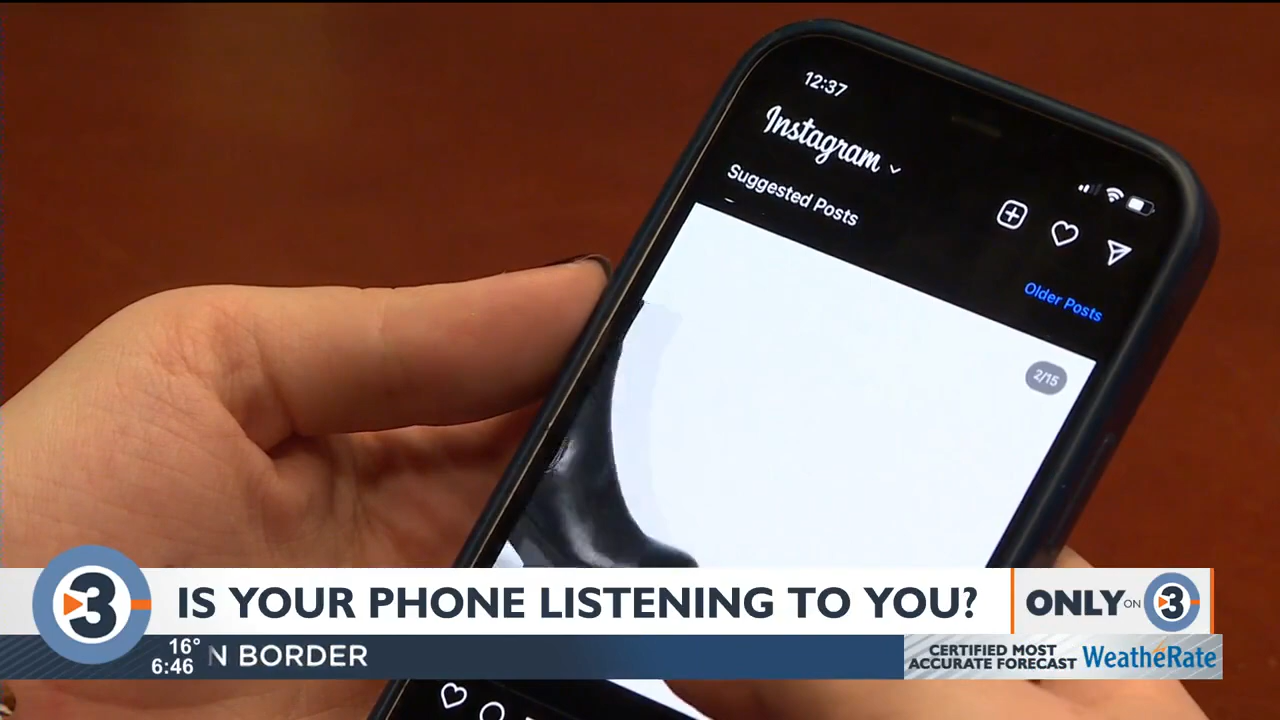 12:37
Instagram
Suggested Posts
Older Posts
2/15
3
IS YOUR PHONE LISTENING TO YOU?
ONLY ON 3
16°
6:46
N BORDER
CERTIFIED MOST
ACCURATE FORECAST
WeatheRate